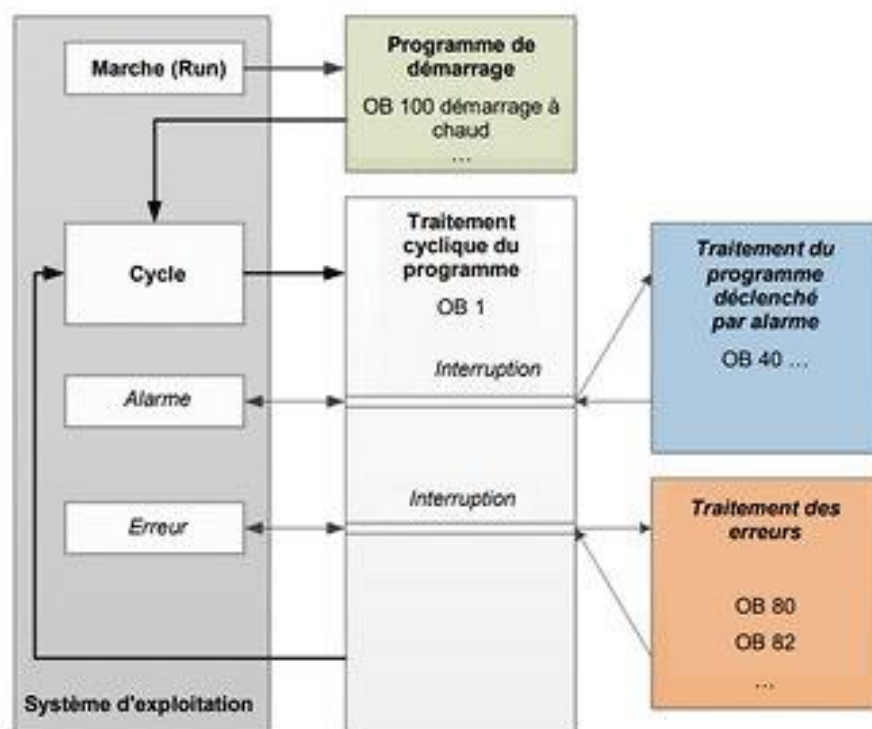 Marche (Run)
Programme de
démarrage
OB 100 démarrage à
chaud
...
Cycle
Traitement
cyclique du
programme
OB 1
Traitement du
programme
déclenché
par alarme
OB 40 ...
Interruption
Alarme
Interruption
Erreur
Traitement des
erreurs
OB 80
OB 82
...
Système d'exploitation